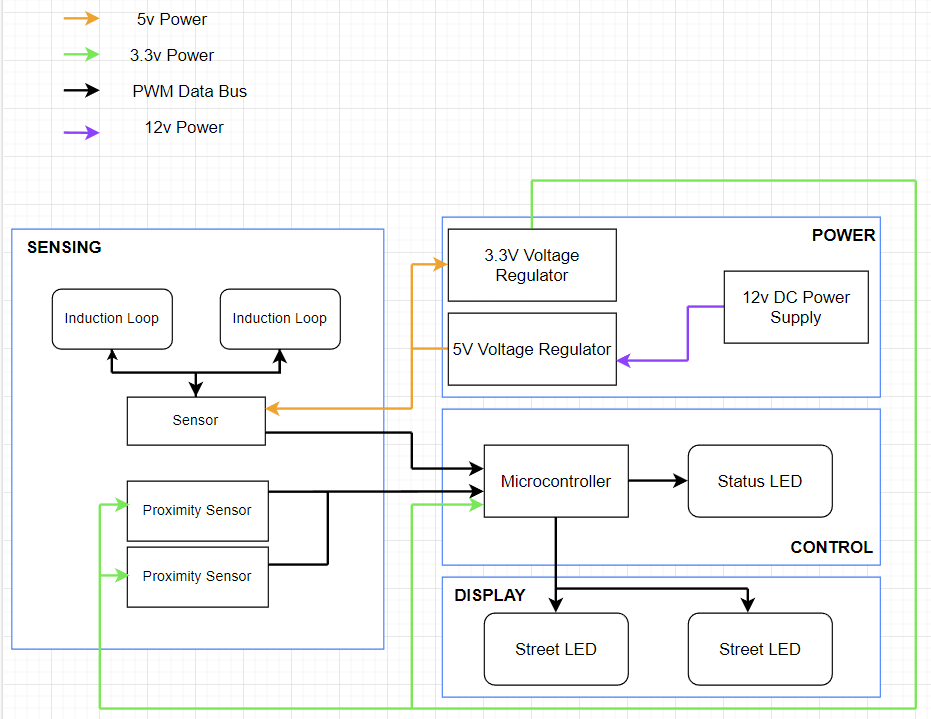 5v Power
3.3v Power
PWM Data Bus
12v Power
SENSING
Induction Loop
Induction Loop
Sensor
Proximity Sensor
Proximity Sensor
POWER
3.3V Voltage
Regulator
12v DC Power
Supply
5V Voltage Regulator
Microcontroller
Status LED
CONTROL
DISPLAY
Street LED
Street LED